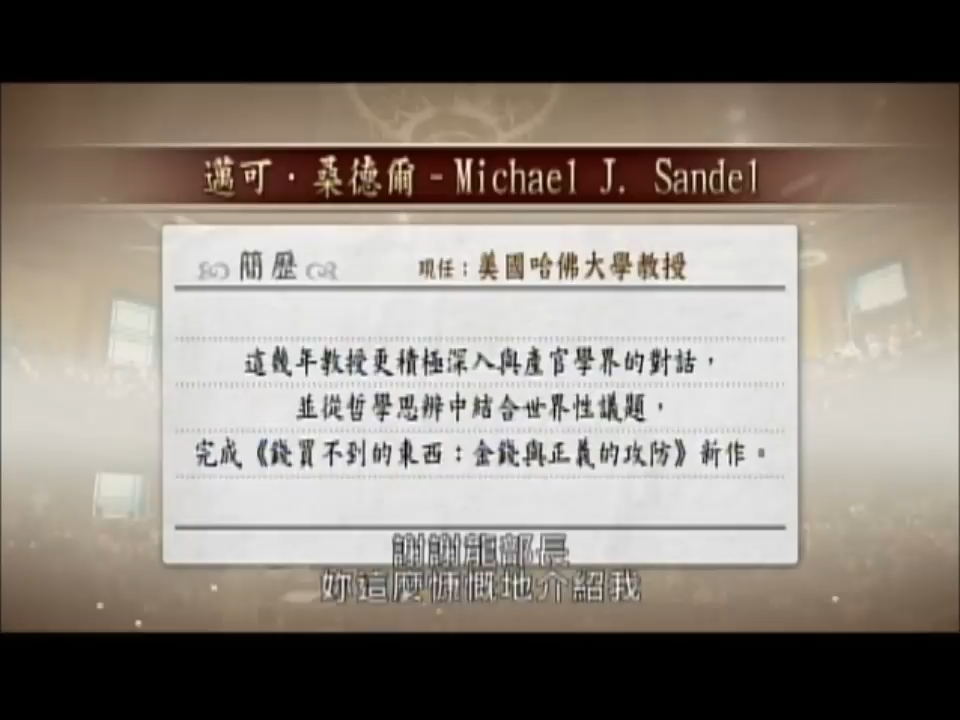 邁可・桑德爾 - Michael J. Sandel
簡歷 現任：美國哈佛大學教授
這幾年教授更積極深入與產官學界的對話，
並從哲學思辨中結合世界性議題，
完成《錢買不到的東西：金錢與正義的攻防》新作。
謝謝龍部長
妳這麼慷慨地介紹我